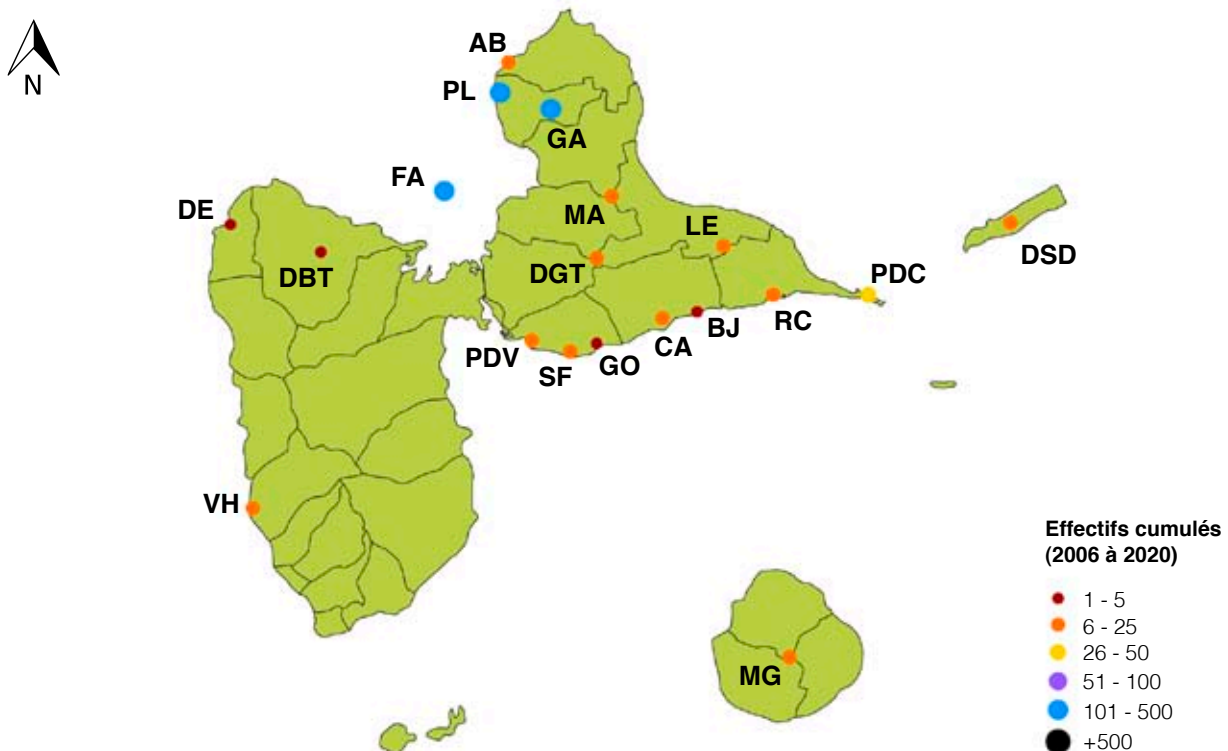 N
AB
PL
GA
FA
DE
MA
LE
DBT
DGT
DSD
PDC
BJ
RC
CA
PDV
SF
GO
VH
MG
Effectifs cumulés
(2006 à 2020)
1 - 5
6 - 25
26 - 50
51 - 100
101 - 500
+500